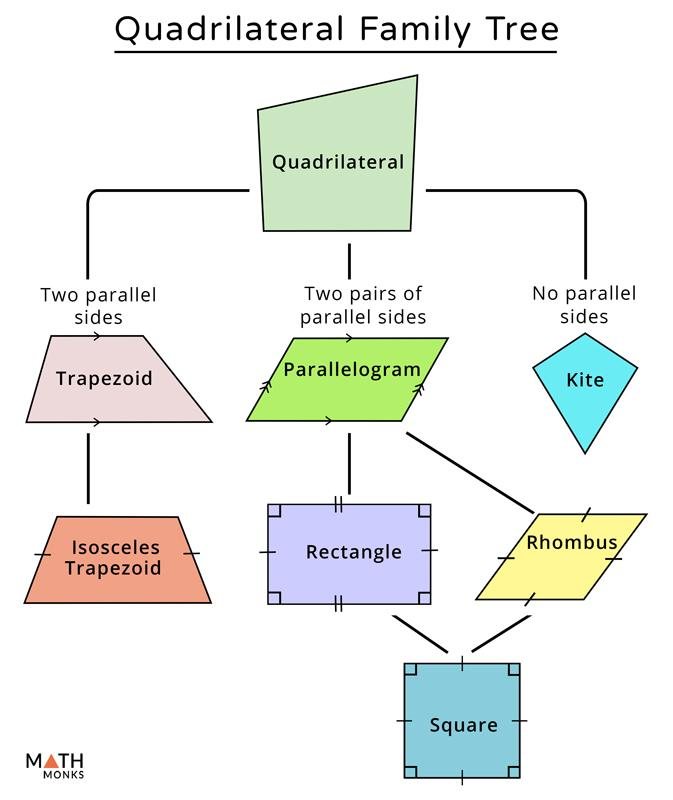 Quadrilateral Family Tree
Quadrilateral
Two parallel
sides
Two pairs of
parallel sides
No parallel
sides
Trapezoid
Parallelogram
Kite
Isosceles
Trapezoid
Rectangle
Rhombus
Square
MATH
MONKS